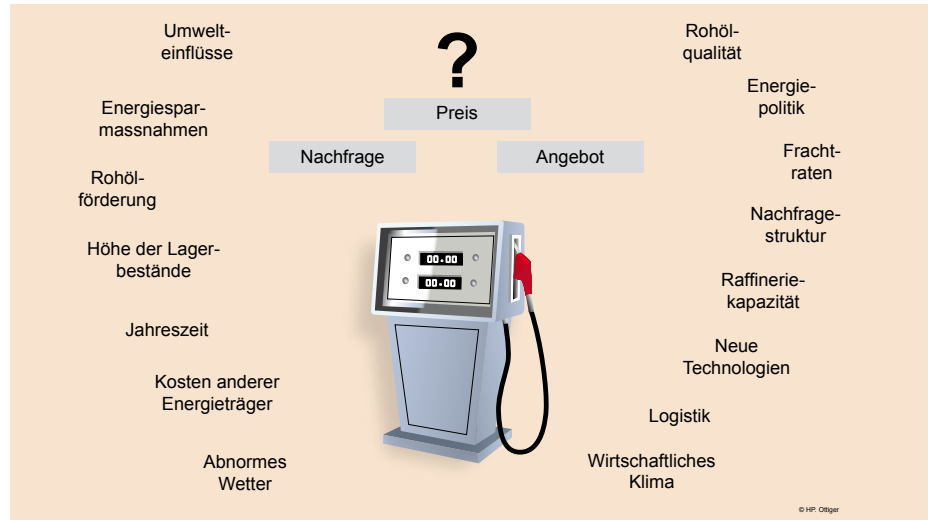 Umwelt-
einflüsse
Energiespar-
massnahmen
Rohöl-
förderung
Höhe der Lager-
bestände
Jahreszeit
Kosten anderer
Energieträger
Abnormes
Wetter
?
Preis
Nachfrage
Angebot
00.00
00.00
Rohöl-
qualität
Energie-
politik
Fracht-
raten
Nachfrage-
struktur
Raffinerie-
kapazität
Neue
Technologien
Logistik
Wirtschaftliches
Klima
© HP. Ottiger